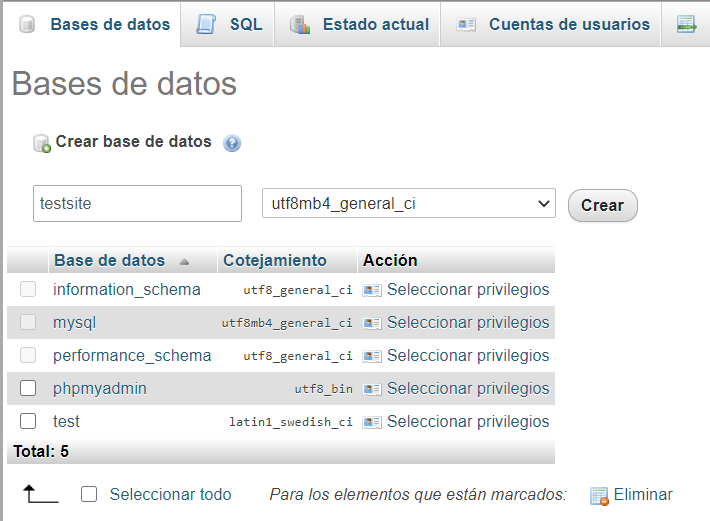 Bases de datos SQL Estado actual Cuentas de usuarios
Bases de datos
Crear base de datos
testsite utf8mb4_general_ci Crear
Base de datos Cotejamiento Acción
information_schema utf8_general_ci Seleccionar privilegios
mysql utf8mb4_general_ci Seleccionar privilegios
performance_schema utf8_general_ci Seleccionar privilegios
phpmyadmin utf8_bin Seleccionar privilegios
test latin1_swedish_ci Seleccionar privilegios
Total: 5
Seleccionar todo Para los elementos que están marcados: Eliminar